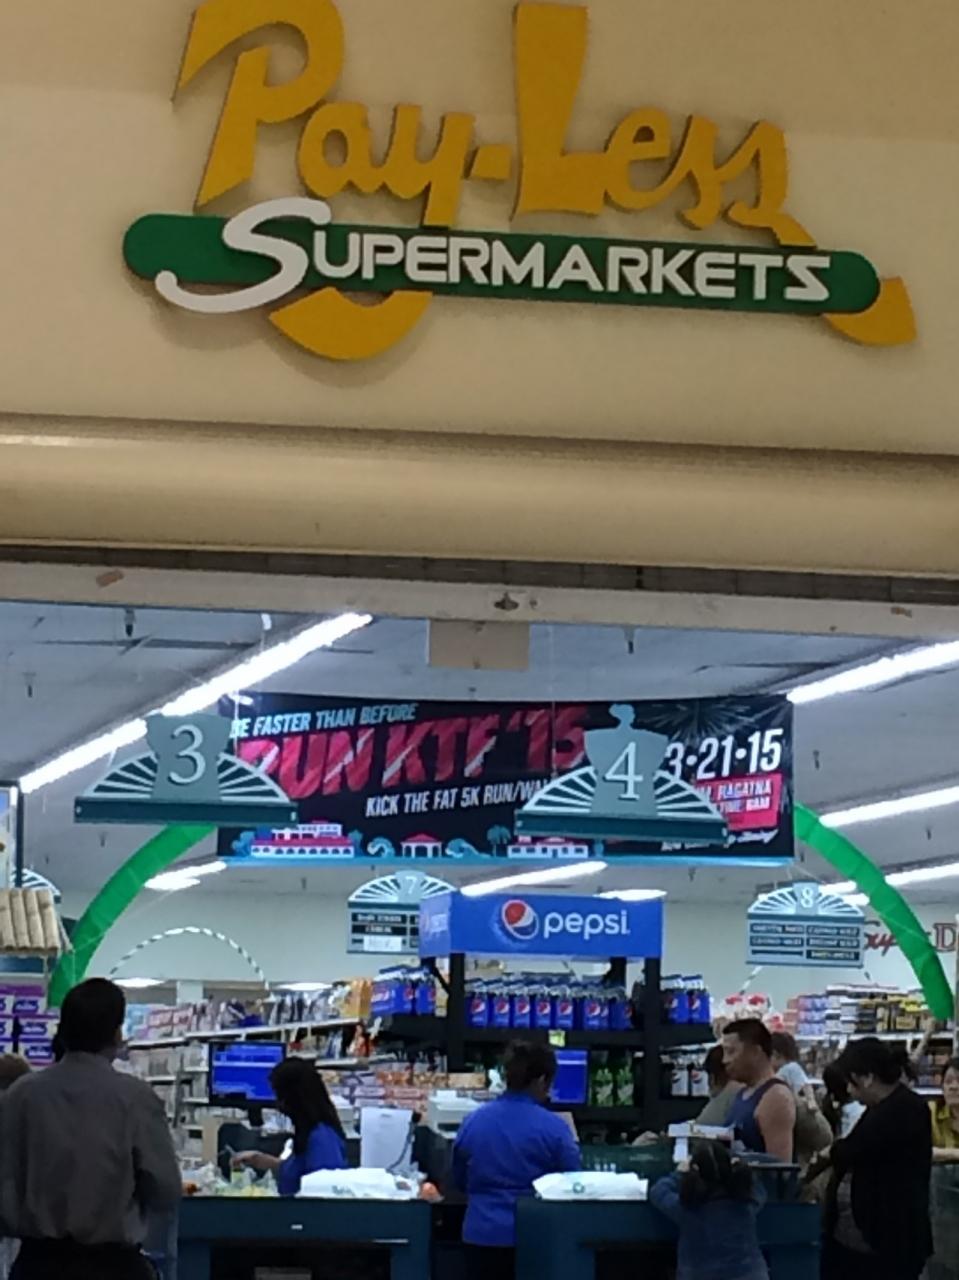 Pay-Less
SUPERMARKETS
BE FASTER THAN BEFORE
RUN KTF '15
KICK THE FAT 5K RUN/WA
3•21•15
3
4
7
8
pepsi